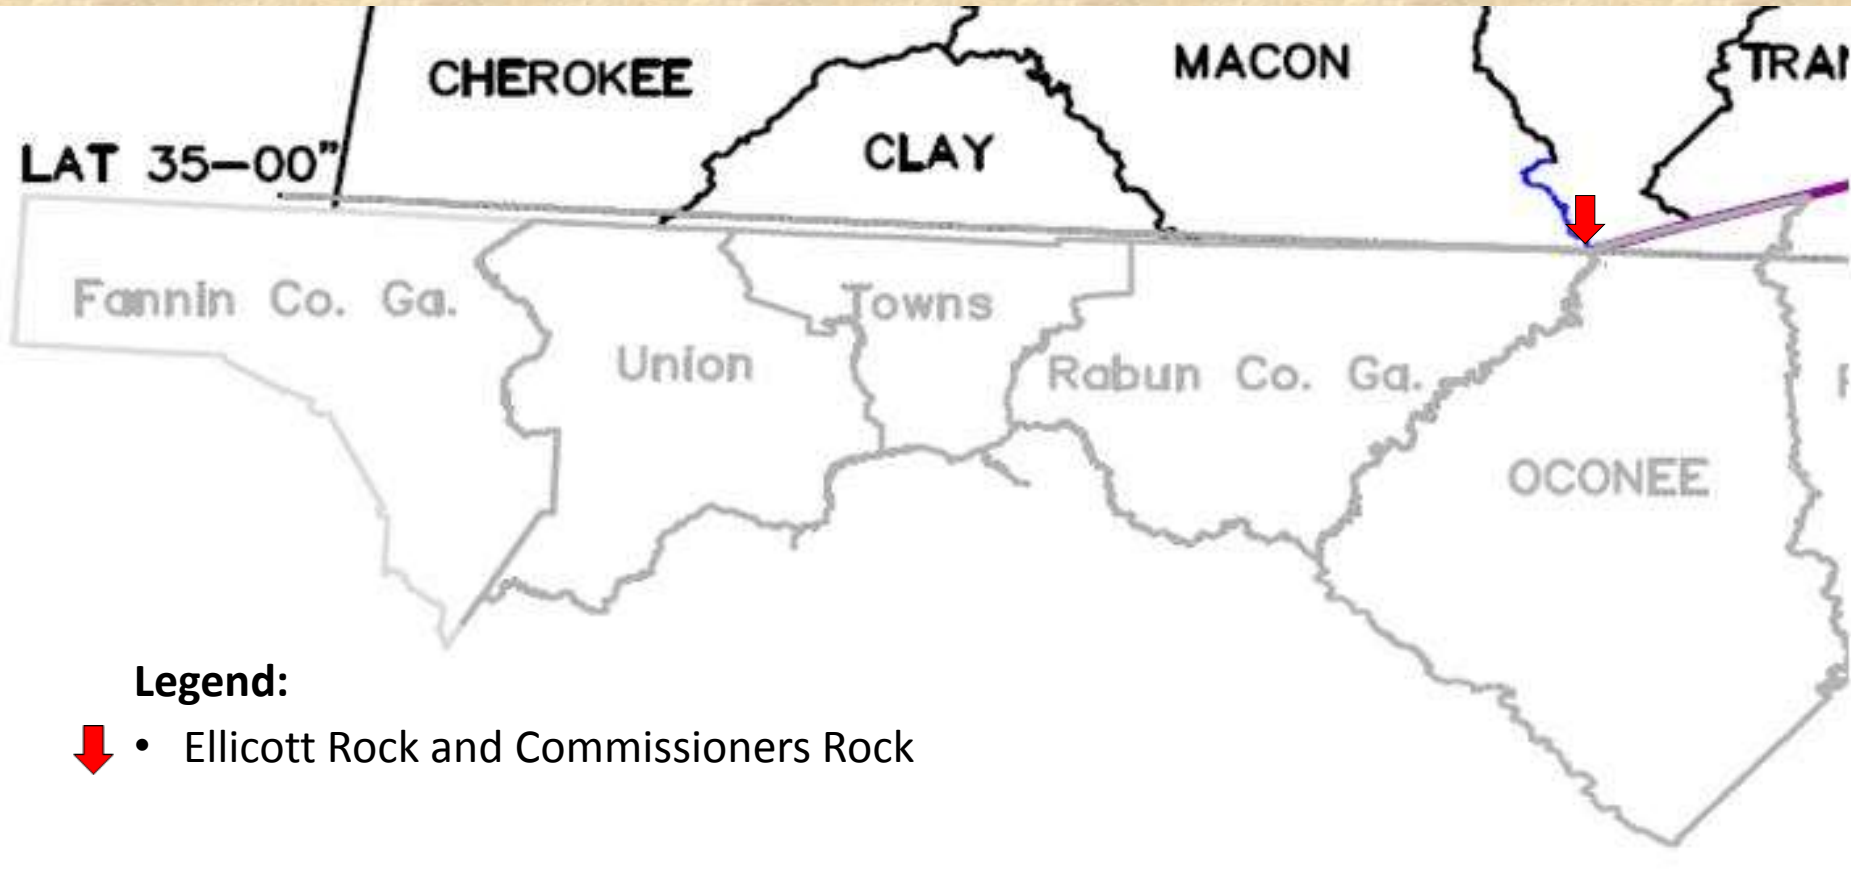 CHEROKEE
MACON
TRAN
CLAY
LAT 35-00"
Fannin Co. Ga.
Towns
Union
Rabun Co. Ga.
OCONEE
Legend:
• Ellicott Rock and Commissioners Rock